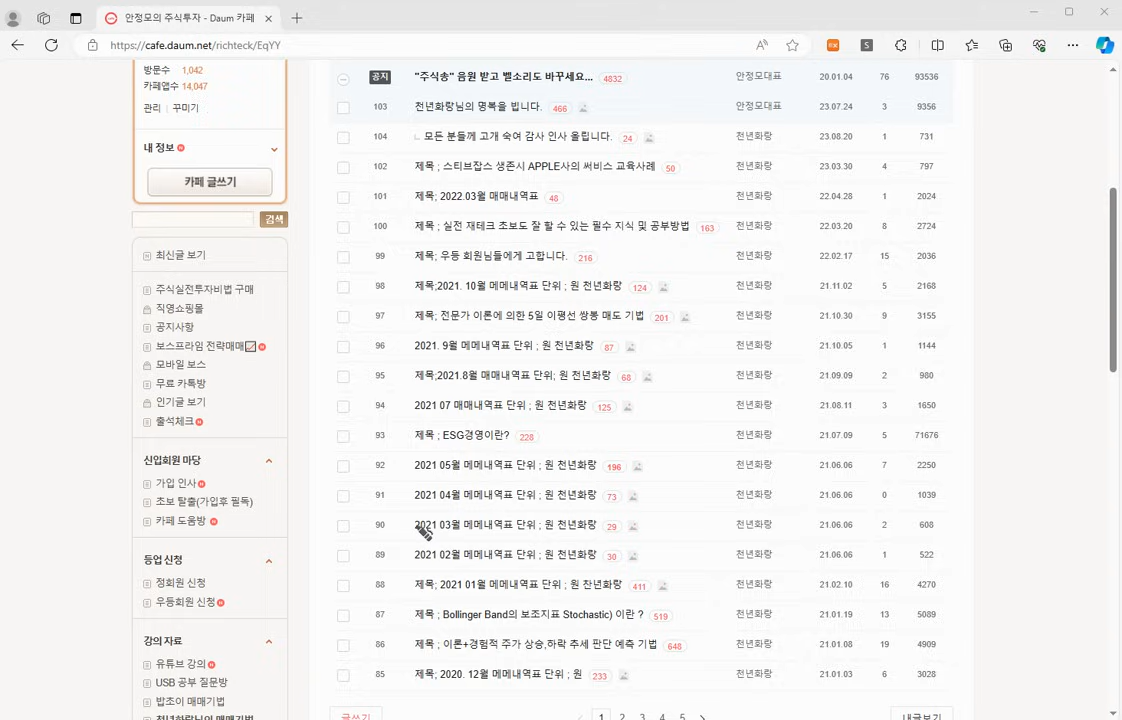 안정모의 주식투자 - Daum 카페
https://cafe.daum.net/richteck/EqYY
방문수 1,042
카페앱수 14,047
관리 꾸미기
내 정보
카페 글쓰기
검색
최신글 보기
주식실전투자비법 구매
직영쇼핑몰
공지사항
보스프라임 전략매매
모바일 보스
무료 카톡방
인기글 보기
출석체크
신입회원 마당
가입 인사
초보 탈출(가입후 필독)
카페 도움방
등업 신청
정회원 신청
우등회원 신청
강의 자료
유튜브 강의
USB 공부 질문방
밥조이 매매기법
천년화랑님의 매매기법
공지 "주식송" 음원 받고 벨소리도 바꾸세요... 4832 안정모대표 20.01.04 76 93536
103 전년화량님의 명복을 빕니다. 466 안정모대표 23.07.24 3 9356
104 모든 분들께 고개 숙여 감사 인사 올립니다. 24 천년화랑 23.08.20 1 731
102 제목 ; 스티브잡스 생존시 APPLE사의 써비스 교육사례 50 천년화랑 23.03.30 4 797
101 제목; 2022.03월 매매내역표 48 천년화랑 22.04.28 1 2024
100 제목 ; 실전 재테크 초보도 잘 할 수 있는 필수 지식 및 공부방법 163 천년화랑 22.03.20 8 2724
99 제목; 우등 회원님들에게 고합니다. 216 천년화랑 22.02.17 15 2036
98 제목;2021. 10월 메메내역표 단위 ; 원 천년화랑 124 천년화랑 21.11.02 5 2168
97 제목; 전문가 이론에 의한 5일 이평선 쌍봉 매도 기법 201 천년화랑 21.10.30 9 3155
96 2021. 9월 메메내역표 단위 ; 원 천년화랑 87 천년화랑 21.10.05 1 1144
95 제목;2021.8월 매매내역표 단위; 원 천년화랑 68 천년화랑 21.09.09 2 980
94 2021 07 매매내역표 단위 ; 원 천년화랑 125 천년화랑 21.08.11 3 1650
93 제목 ; ESG경영이란? 228 천년화랑 21.07.09 5 71676
92 2021 05월 메메내역표 단위 ; 원 천년화랑 196 천년화랑 21.06.06 7 2250
91 2021 04월 메메내역표 단위 ; 원 천년화랑 73 천년화랑 21.06.06 0 1039
90 2021 03월 메메내역표 단위 ; 원 천년화랑 29 천년화랑 21.06.06 2 608
89 2021 02월 메메내역표 단위 ; 원 천년화랑 30 천년화랑 21.06.06 1 522
88 제목; 2021 01월 메메내역표 단위 ; 원 찬년화랑 411 천년화랑 21.02.10 16 4270
87 제목 ; Bollinger Band의 보조지표 Stochastic) 이란 ? 519 천년화랑 21.01.19 13 5089
86 제목 ; 이론+경험적 주가 상승,하락 추세 판단 예측 기법 648 천년화랑 21.01.08 19 4909
85 제목; 2020. 12월 메메내역표 단위 ; 원 233 천년화랑 21.01.03 6 3028
글쓰기 1 2 3 4 5 내글보기